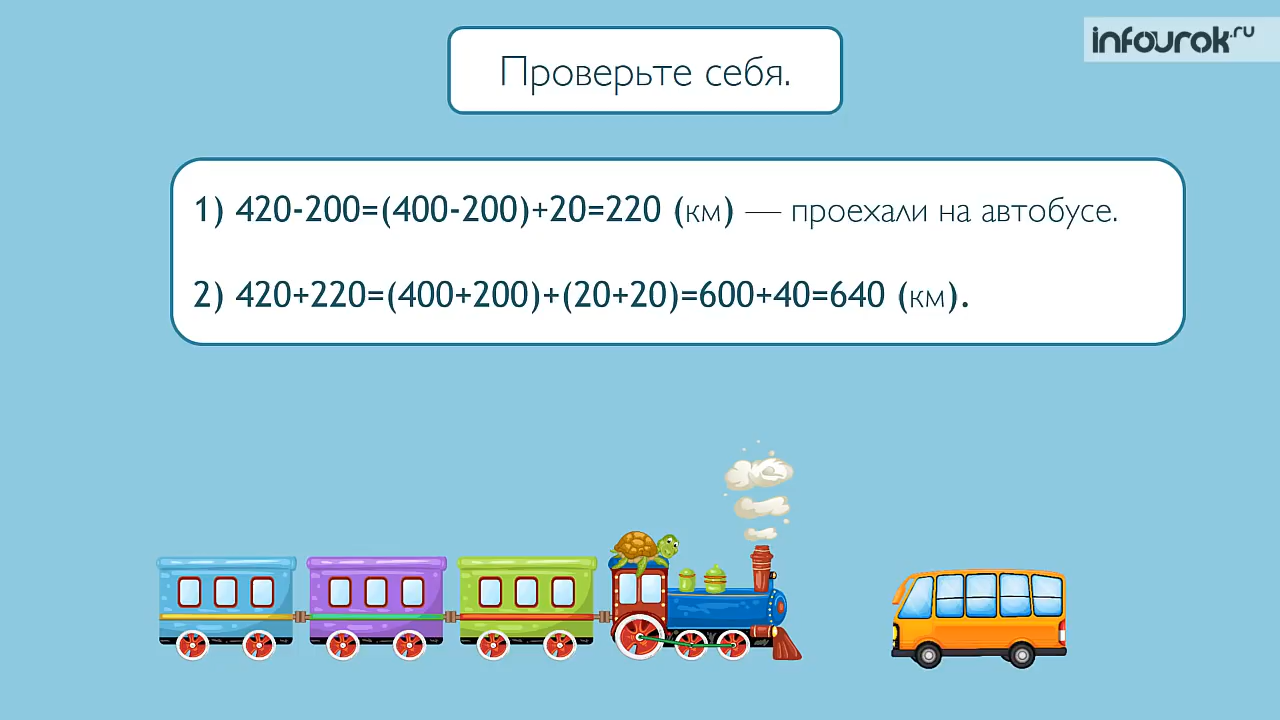 infourok.ru
Проверьте себя.
1) 420-200=(400-200)+20=220 (км) — проехали на автобусе.
2) 420+220=(400+200)+(20+20)=600+40=640 (км).